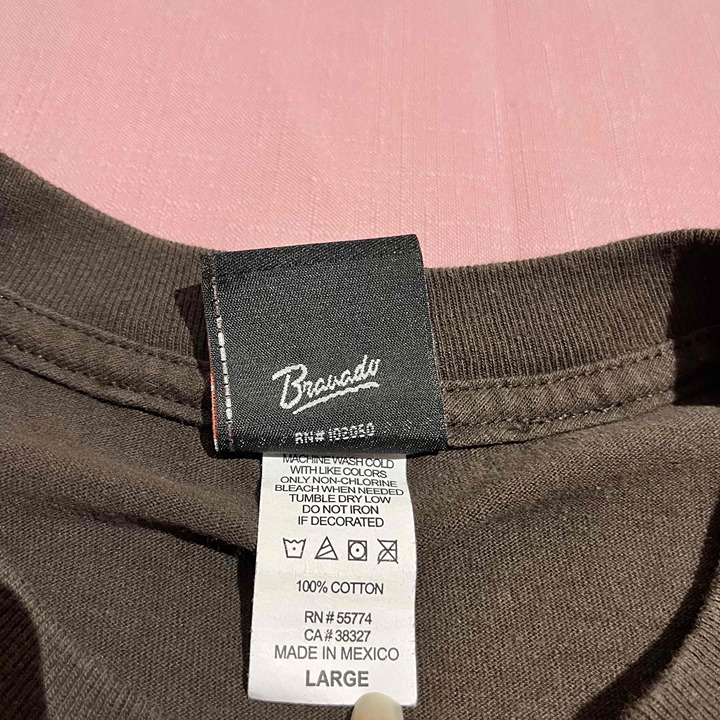 Bravado
RN# 102050
MACHINE WASH COLD
WITH LIKE COLORS
ONLY NON-CHLORINE
BLEACH WHEN NEEDED
TUMBLE DRY LOW
DO NOT IRON
IF DECORATED
100% COTTON
RN # 55774
CA # 38327
MADE IN MEXICO
LARGE